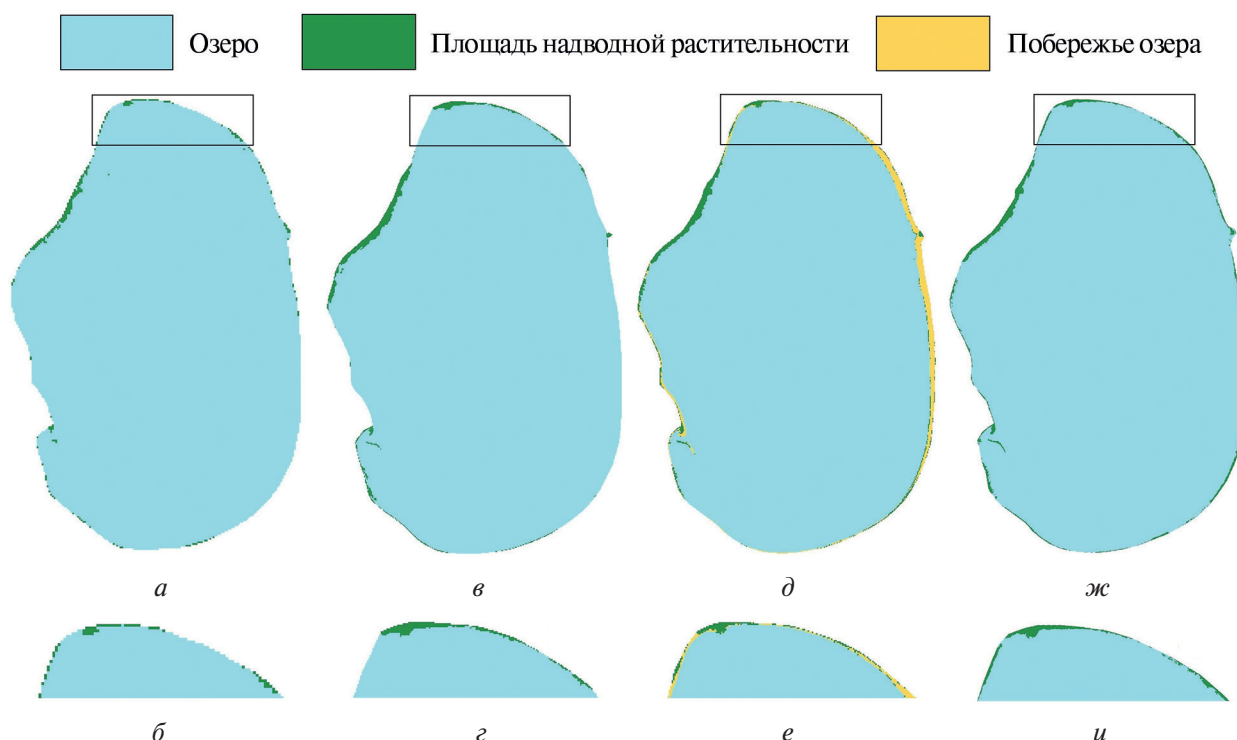 Озеро Площадь надводной растительности Побережье озера
а в д ж
б г е и